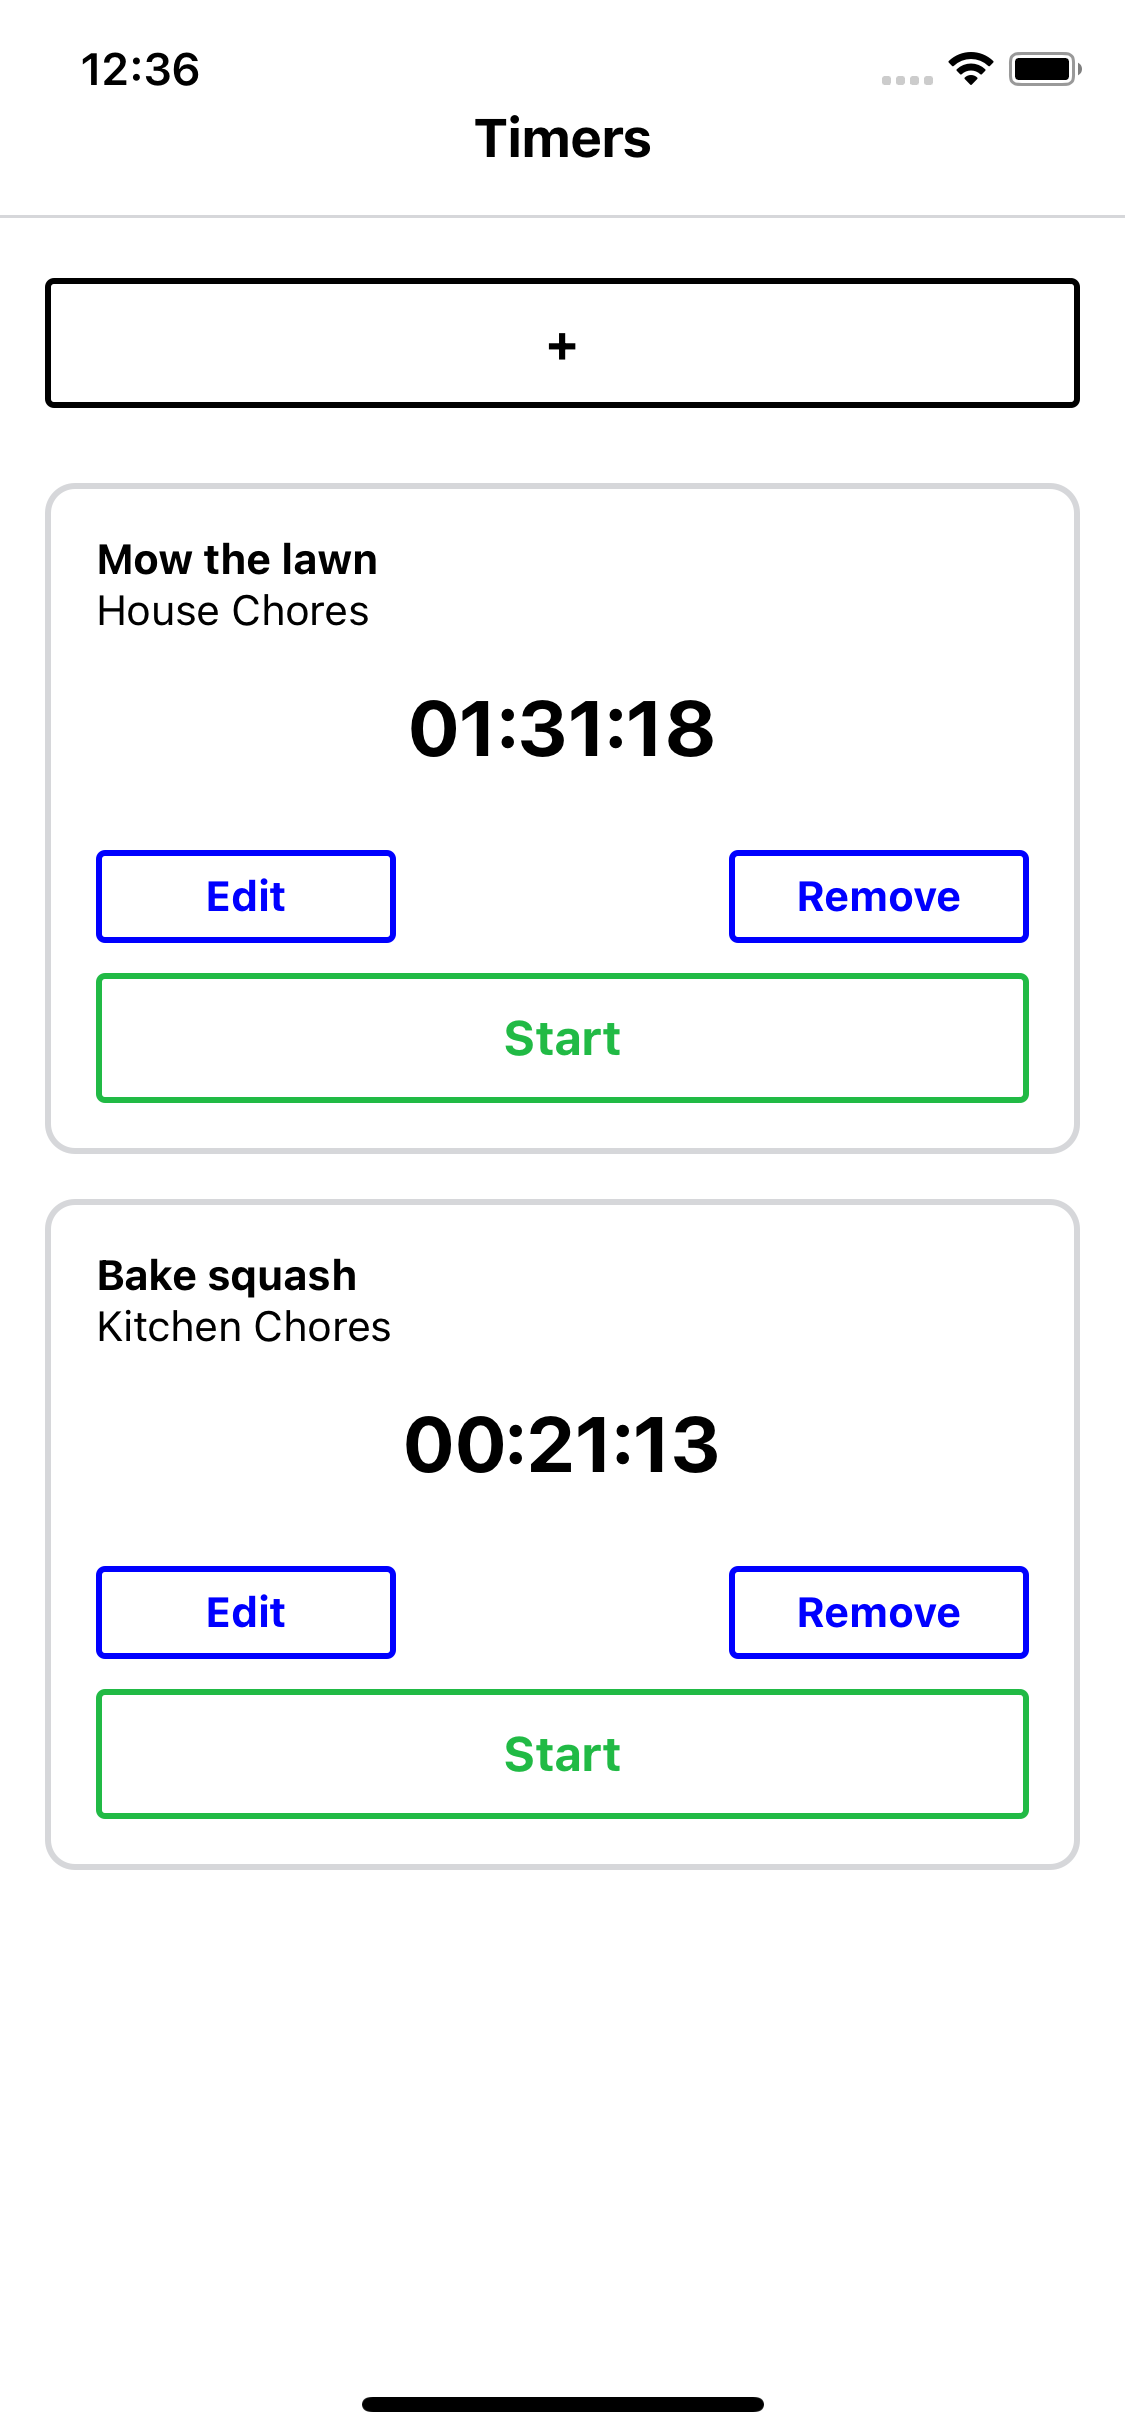 12:36
Timers
+
Mow the lawn
House Chores
01:31:18
Edit Remove
Start
Bake squash
Kitchen Chores
00:21:13
Edit Remove
Start